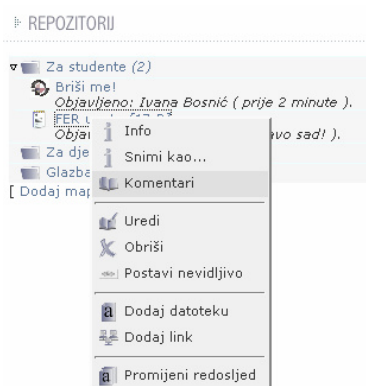 REPOZITORIJ
Za studente (2)
Briši me!
Objavljeno: Ivana Bosnić ( prije 2 minute ).
FER
Obja avo sad! ).
Za dje
Glazba
[ Dodaj map
Info
Snimi kao...
Komentari
Uredi
Obriši
Postavi nevidljivo
Dodaj datoteku
Dodaj link
Promijeni redosljed